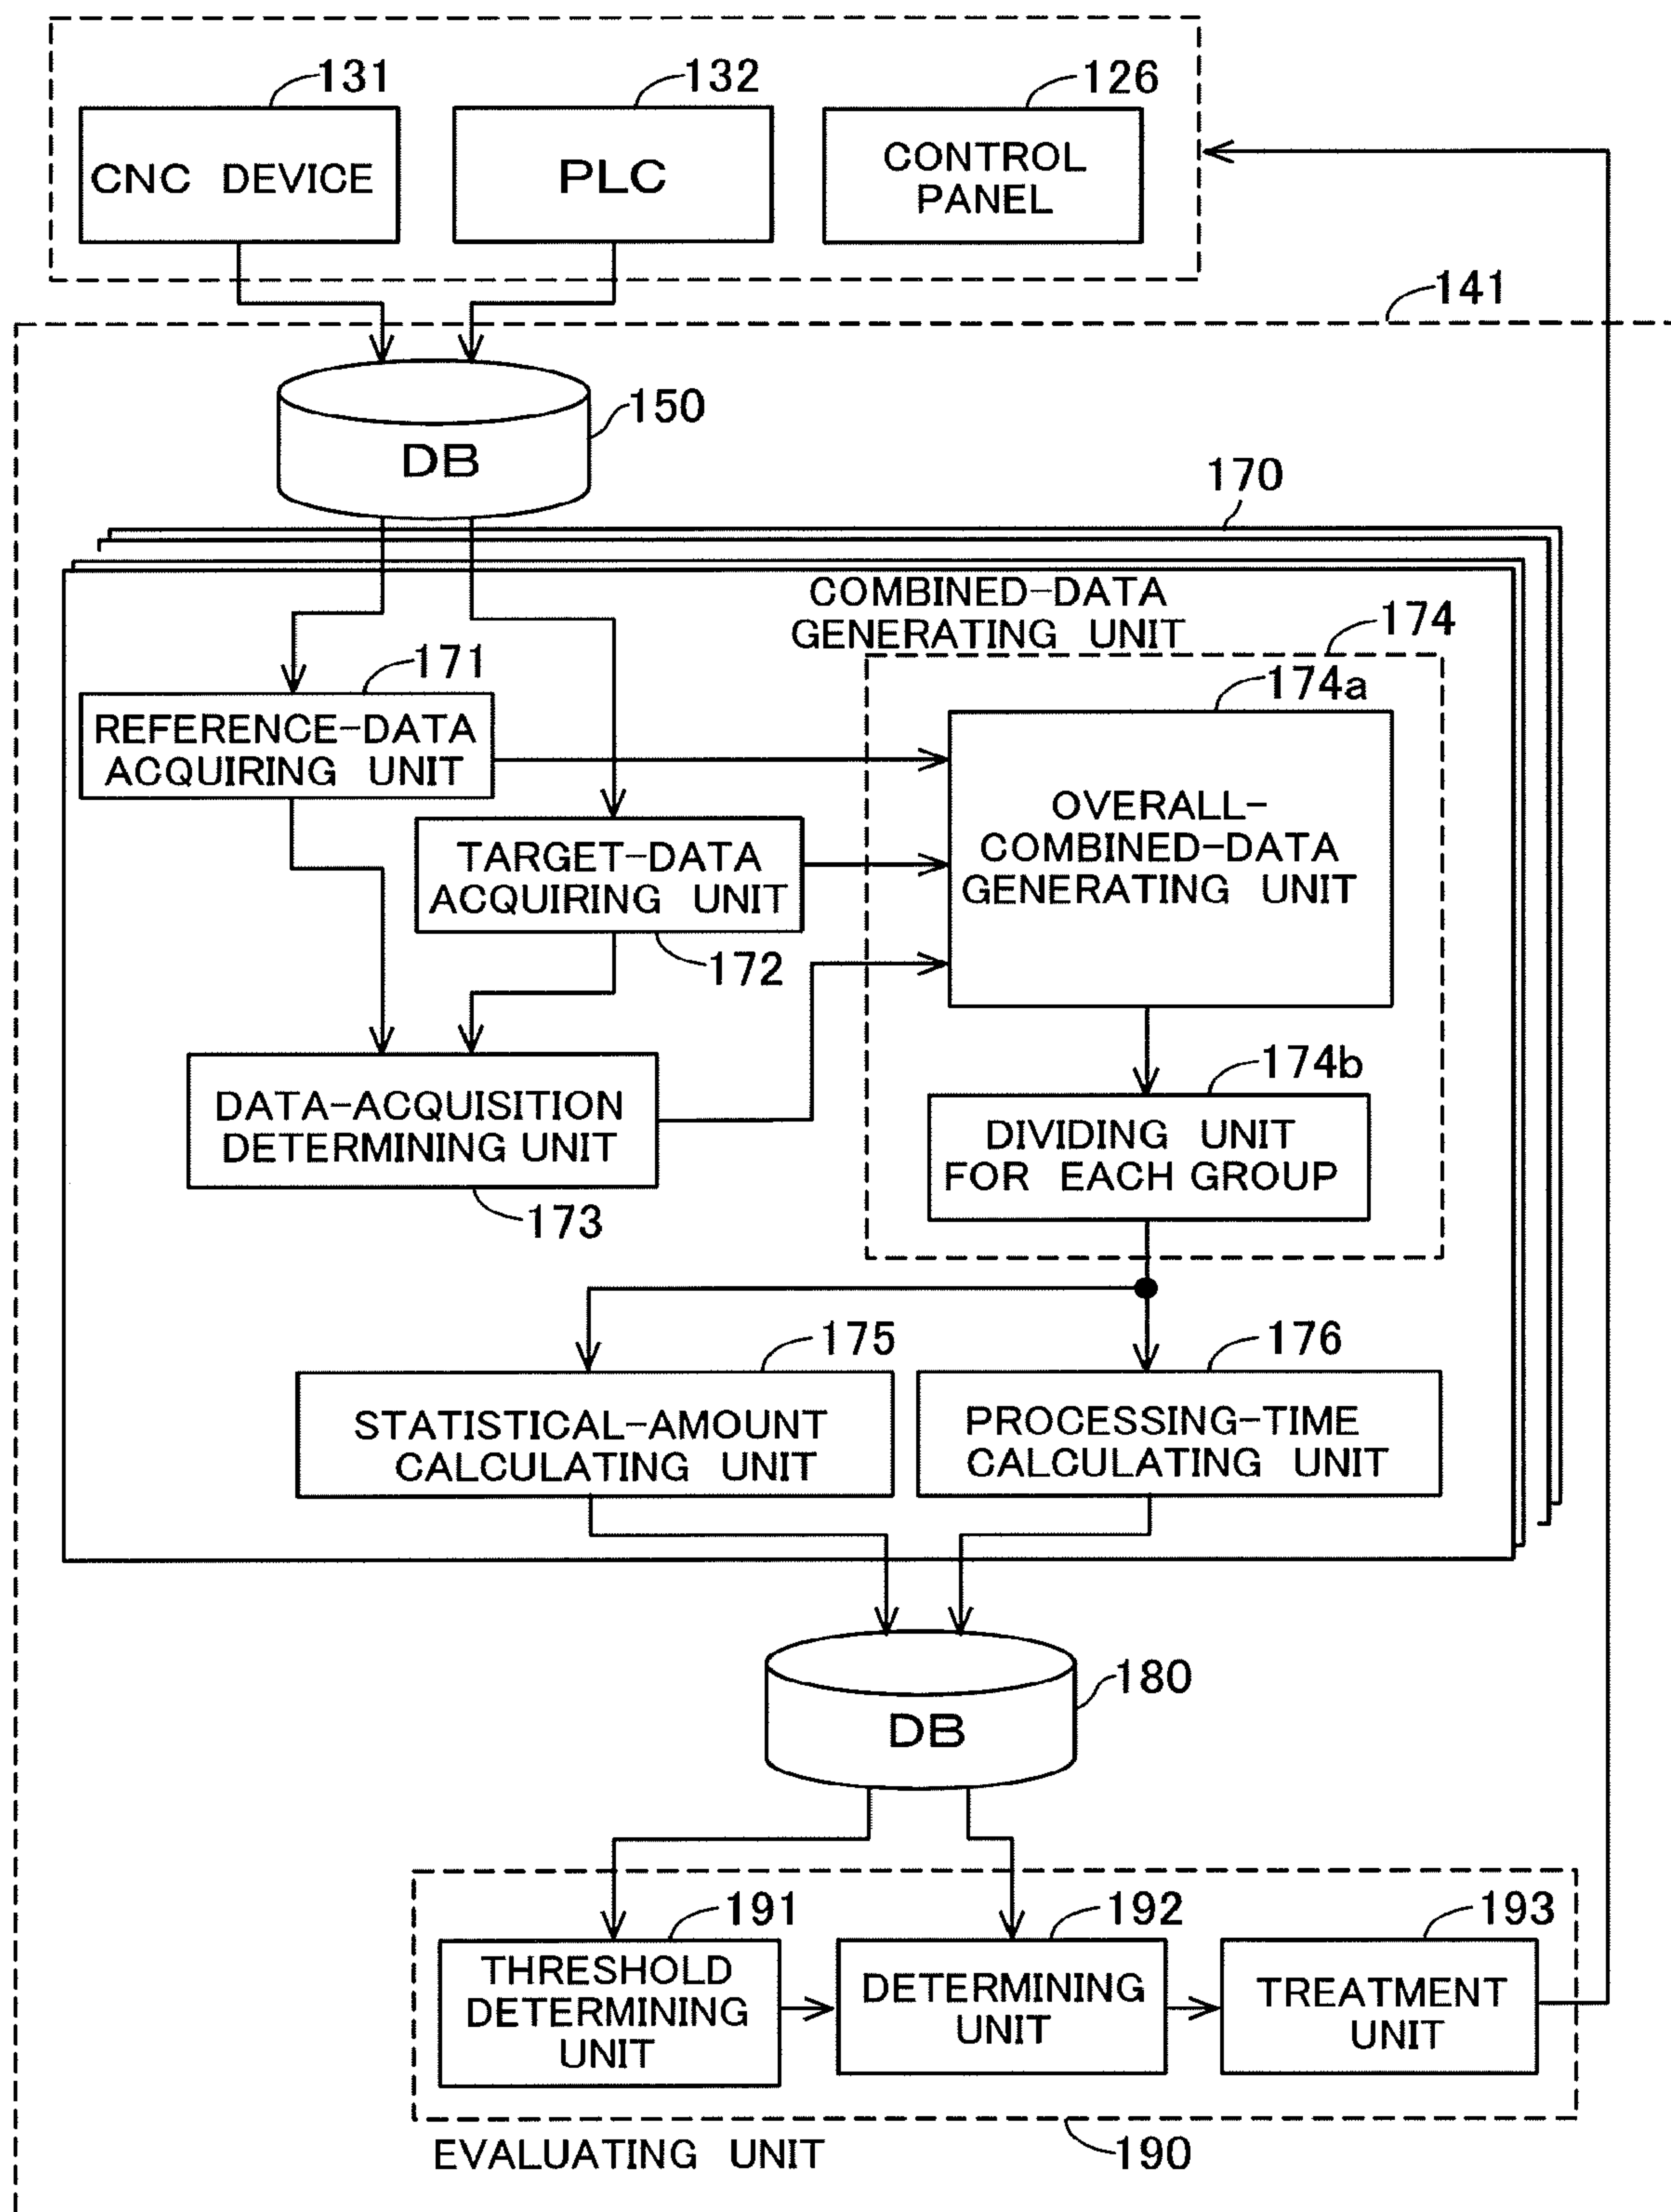 131
132
126
CNC DEVICE
PLC
CONTROL
PANEL
141
150
DB
170
COMBINED-DATA
GENERATING UNIT
174
171
174a
REFERENCE-DATA
ACQUIRING UNIT
OVERALL-
COMBINED-DATA
GENERATING UNIT
TARGET-DATA
ACQUIRING UNIT
172
174b
DATA-ACQUISITION
DETERMINING UNIT
DIVIDING UNIT
FOR EACH GROUP
173
175
176
STATISTICAL-AMOUNT
CALCULATING UNIT
PROCESSING-TIME
CALCULATING UNIT
180
DB
191
192
193
THRESHOLD
DETERMINING
UNIT
DETERMINING
UNIT
TREATMENT
UNIT
EVALUATING UNIT
190